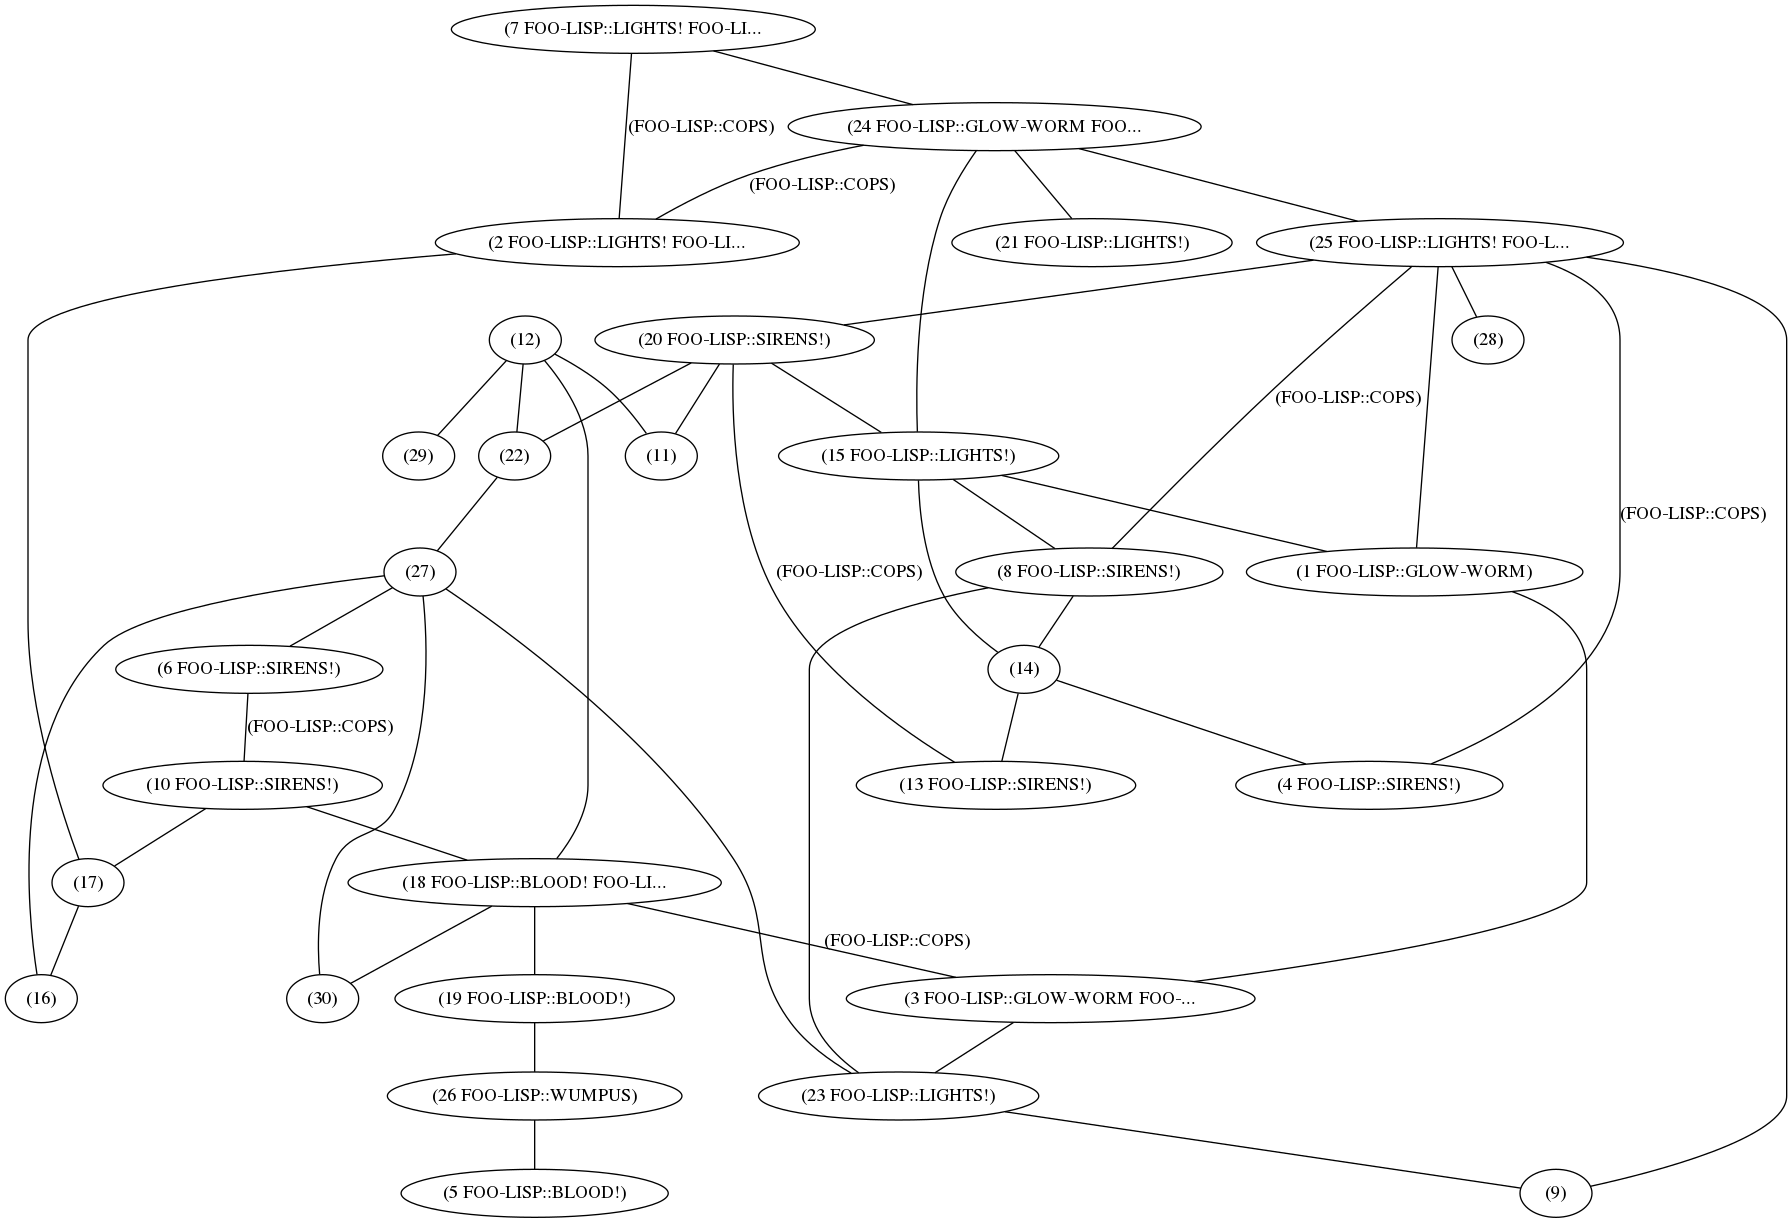 (7 FOO-LISP::LIGHTS! FOO-LI...
(FOO-LISP::COPS)
(24 FOO-LISP::GLOW-WORM FOO...
(FOO-LISP::COPS)
(2 FOO-LISP::LIGHTS! FOO-LI...
(21 FOO-LISP::LIGHTS!)
(25 FOO-LISP::LIGHTS! FOO-L...
(12)
(20 FOO-LISP::SIRENS!)
(28)
(FOO-LISP::COPS)
(29)
(22)
(11)
(15 FOO-LISP::LIGHTS!)
(FOO-LISP::COPS)
(27)
(FOO-LISP::COPS)
(8 FOO-LISP::SIRENS!)
(1 FOO-LISP::GLOW-WORM)
(6 FOO-LISP::SIRENS!)
(14)
(FOO-LISP::COPS)
(10 FOO-LISP::SIRENS!)
(13 FOO-LISP::SIRENS!)
(4 FOO-LISP::SIRENS!)
(17)
(18 FOO-LISP::BLOOD! FOO-LI...
(FOO-LISP::COPS)
(16)
(30)
(19 FOO-LISP::BLOOD!)
(3 FOO-LISP::GLOW-WORM FOO-...
(26 FOO-LISP::WUMPUS)
(23 FOO-LISP::LIGHTS!)
(5 FOO-LISP::BLOOD!)
(9)